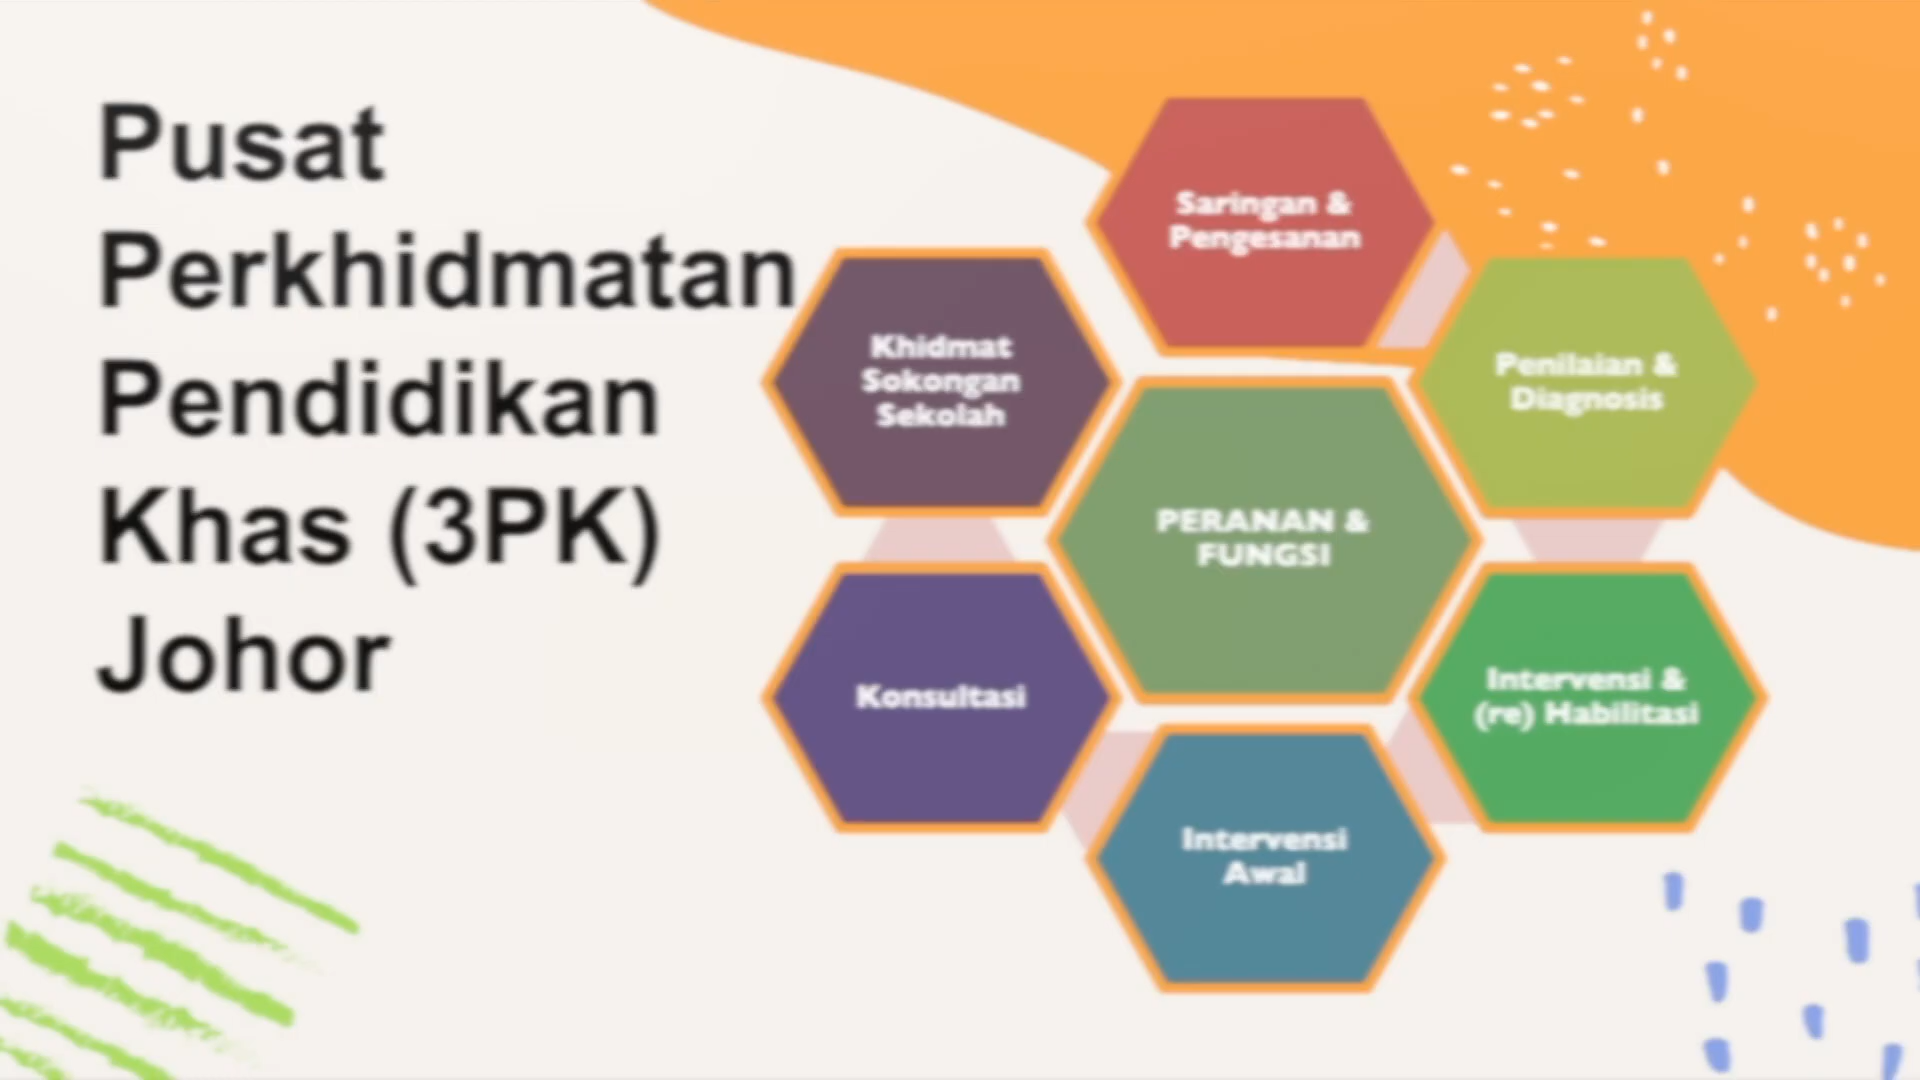 Pusat
Perkhidmatan
Pendidikan
Khas (3PK)
Johor
Saringan &
Pengesanan
Penilaian &
Diagnosis
Intervensi &
(re) Habilitasi
Intervensi
Awal
Konsultasi
Khidmat
Sokongan
Sekolah
PERANAN &
FUNGSI